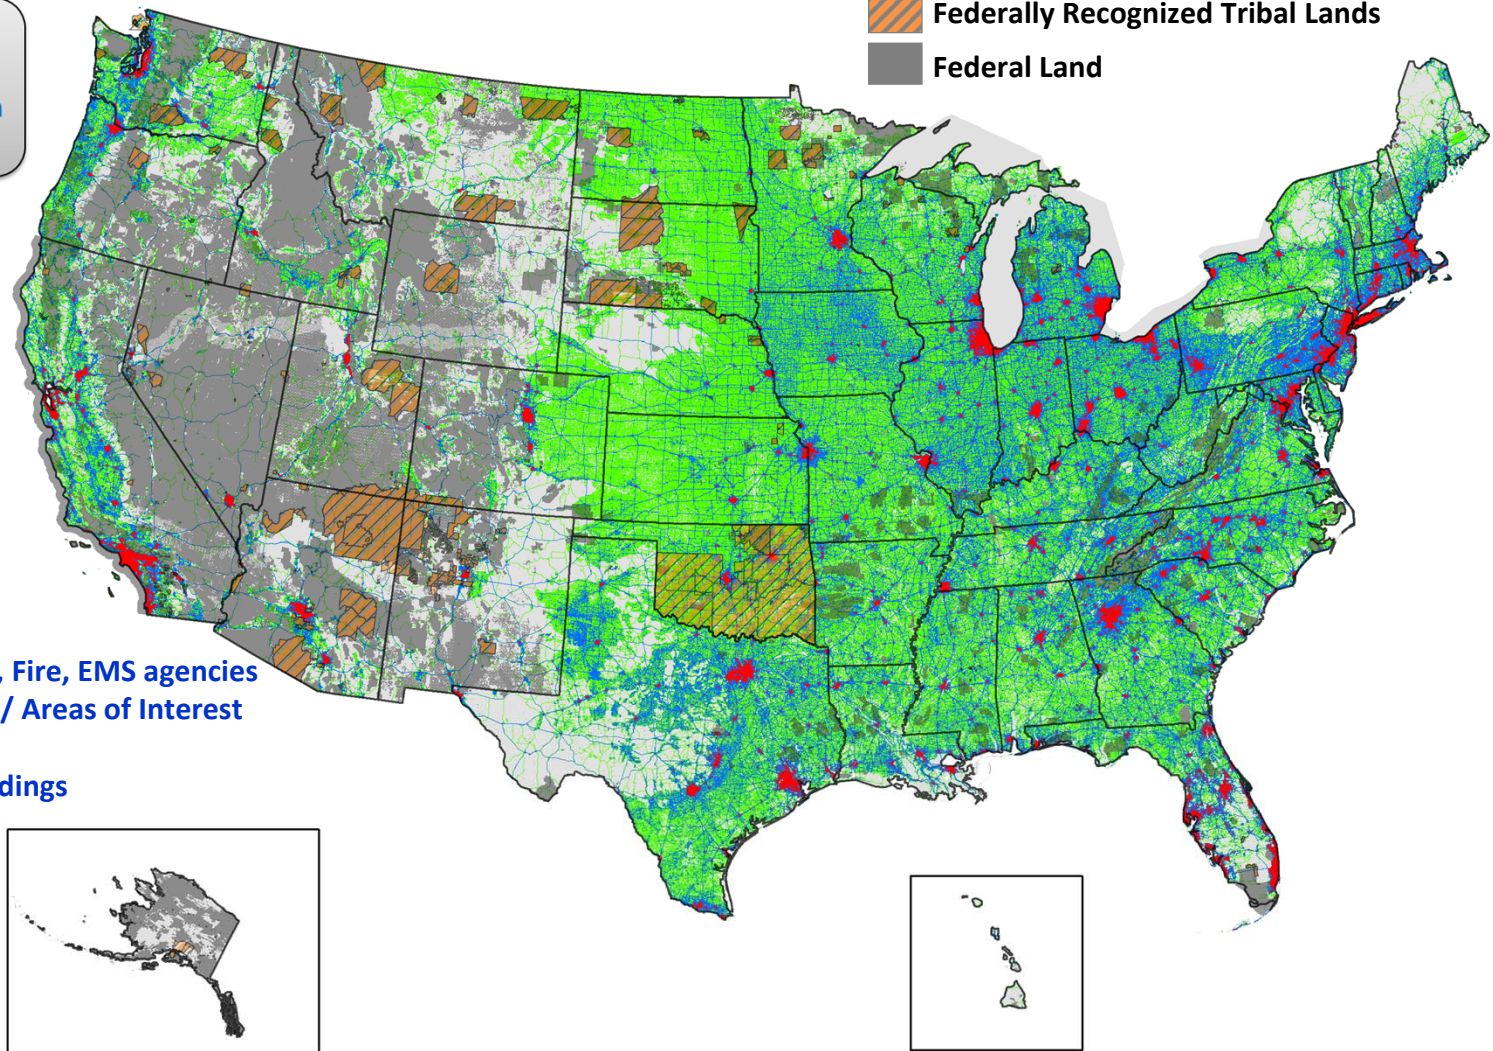 Federally Recognized Tribal Lands
Federal Land
, Fire, EMS agencies
/ Areas of Interest
dings